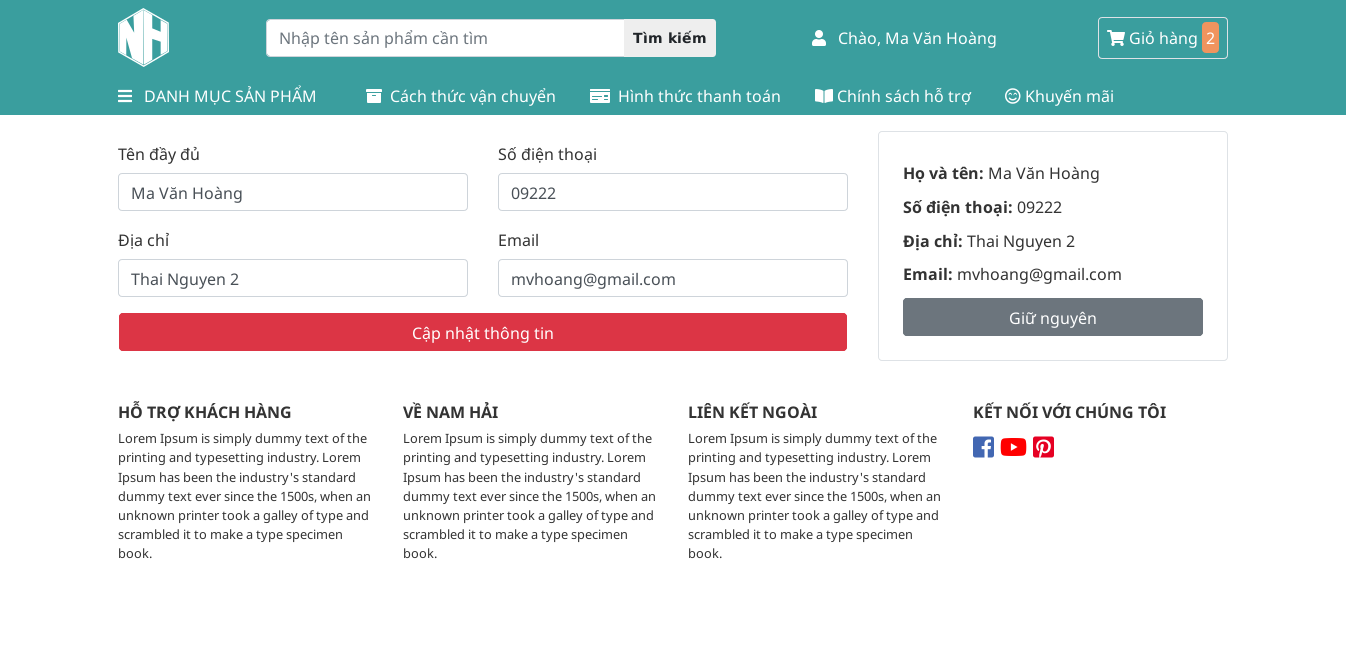 NH
Nhập tên sản phẩm cần tìm
Tìm kiếm
Chào, Ma Văn Hoàng
Giỏ hàng 2
DANH MỤC SẢN PHẨM
Cách thức vận chuyển
Hình thức thanh toán
Chính sách hỗ trợ
Khuyến mãi
Tên đầy đủ
Số điện thoại
Ma Văn Hoàng
09222
Địa chỉ
Email
Thai Nguyen 2
mvhoang@gmail.com
Cập nhật thông tin
Họ và tên: Ma Văn Hoàng
Số điện thoại: 09222
Địa chỉ: Thai Nguyen 2
Email: mvhoang@gmail.com
Giữ nguyên
HỖ TRỢ KHÁCH HÀNG
Lorem Ipsum is simply dummy text of the
printing and typesetting industry. Lorem
Ipsum has been the industry's standard
dummy text ever since the 1500s, when an
unknown printer took a galley of type and
scrambled it to make a type specimen
book.
VỀ NAM HẢI
Lorem Ipsum is simply dummy text of the
printing and typesetting industry. Lorem
Ipsum has been the industry's standard
dummy text ever since the 1500s, when an
unknown printer took a galley of type and
scrambled it to make a type specimen
book.
LIÊN KẾT NGOÀI
Lorem Ipsum is simply dummy text of the
printing and typesetting industry. Lorem
Ipsum has been the industry's standard
dummy text ever since the 1500s, when an
unknown printer took a galley of type and
scrambled it to make a type specimen
book.
KẾT NỐI VỚI CHÚNG TÔI